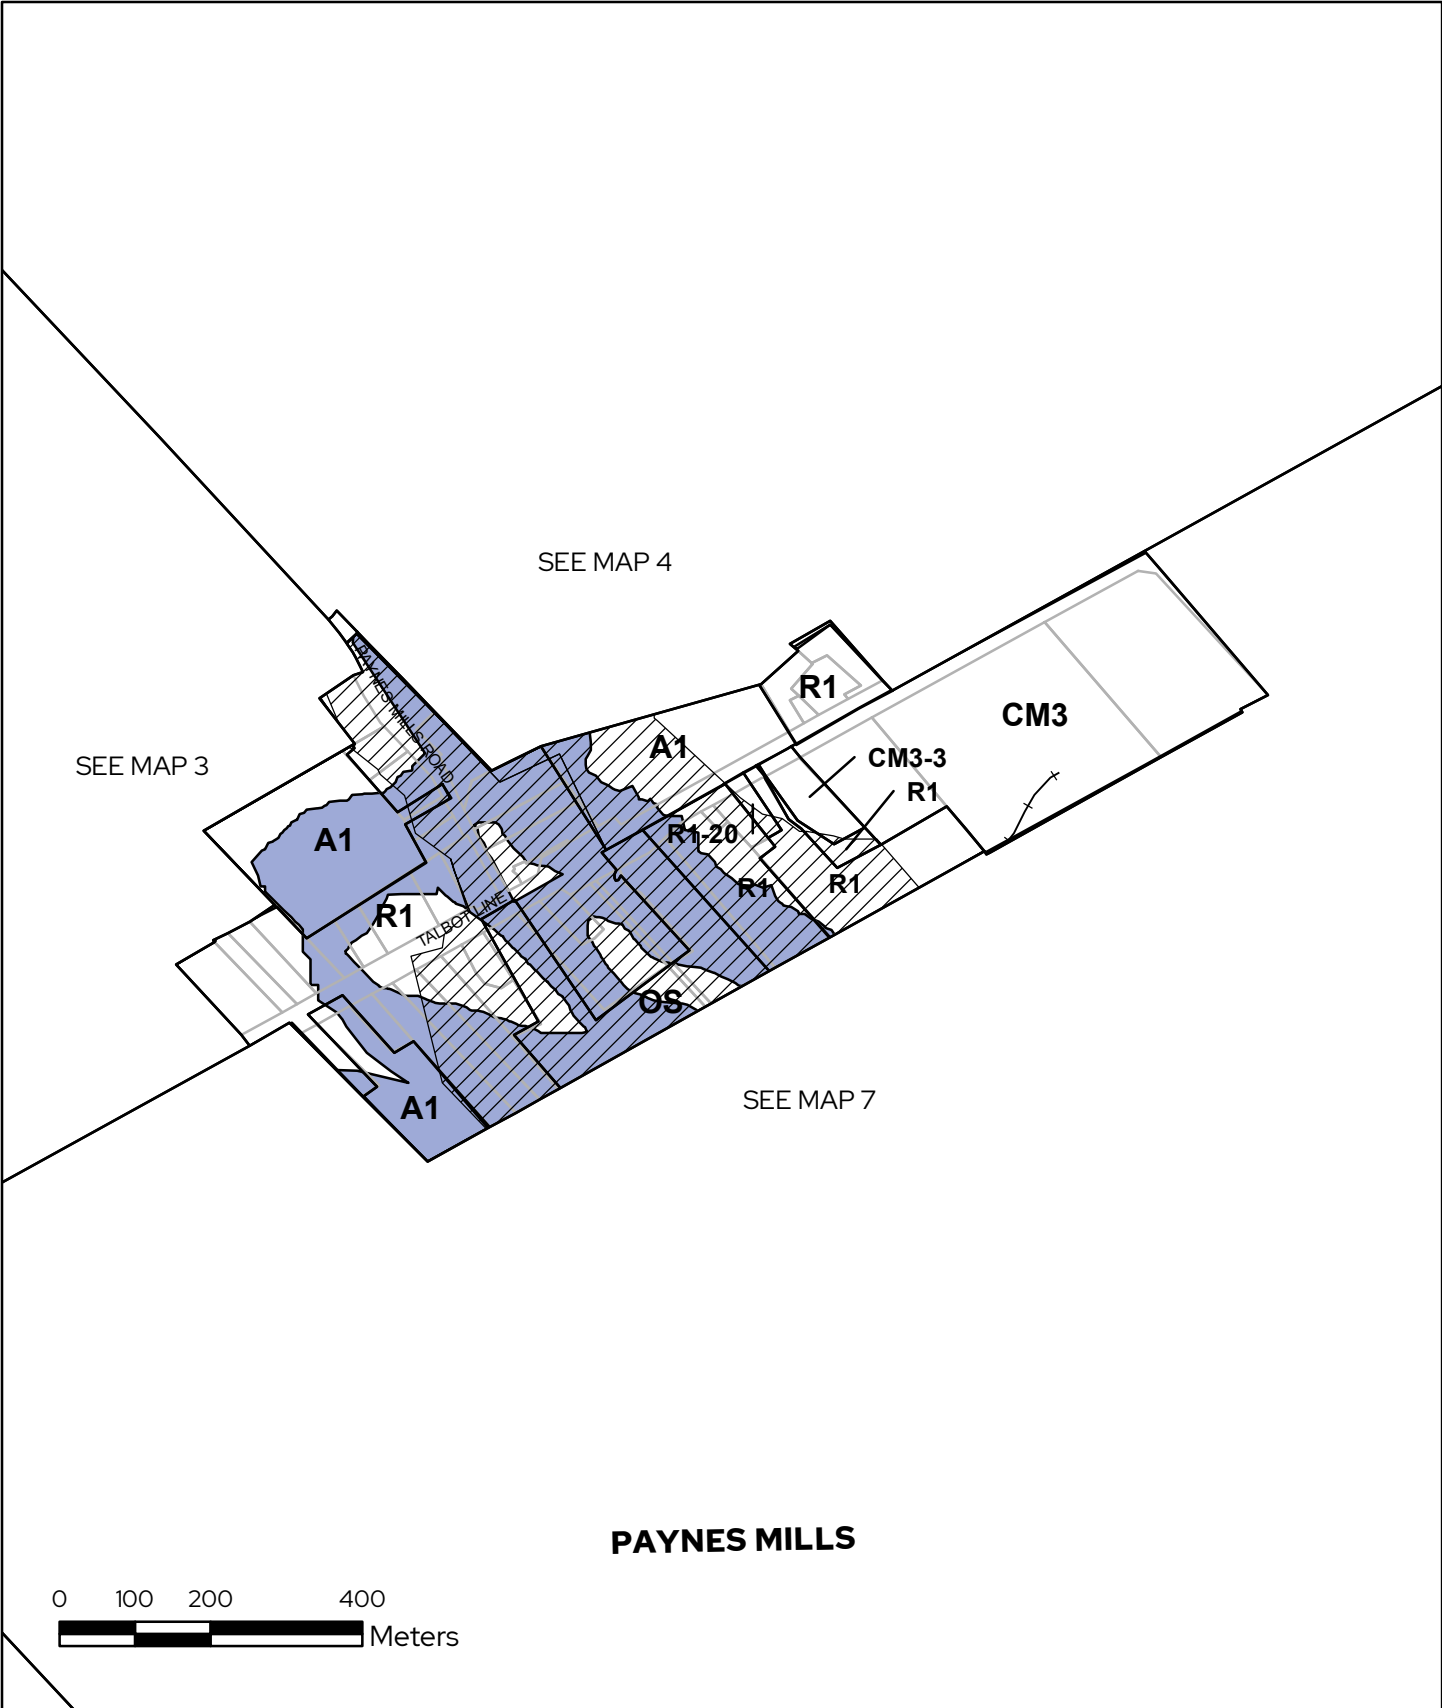 SEE MAP 4
PAYNES MILLS ROAD
R1
CM3
A1
SEE MAP 3
CM3-3
R1
R1-20
A1
R1
R1
R1
TALBOT LINE
OS
SEE MAP 7
A1
PAYNES MILLS
0 100 200 400
Meters